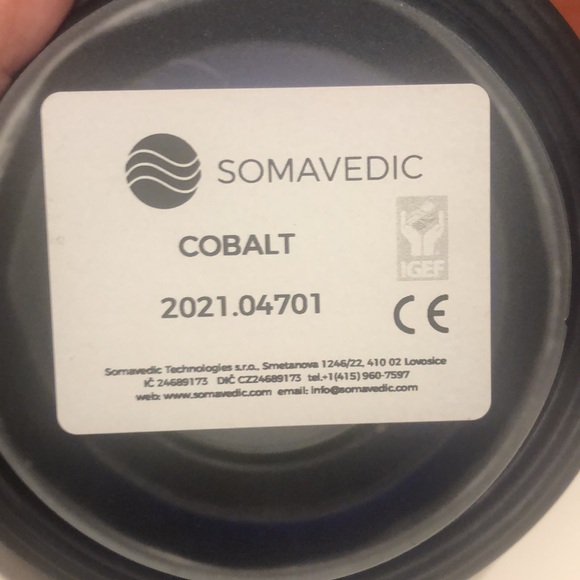 SOMAVEDIC
COBALT
IGEF
2021.04701
CE
Somavedic Technologies s.r.o., Smetanova 1246/22, 410 02 Lovosice
IČ 24689173 DIČ CZ24689173 tel.+1(415) 960-7597
web: www.somavedic.com email: info@somavedic.com